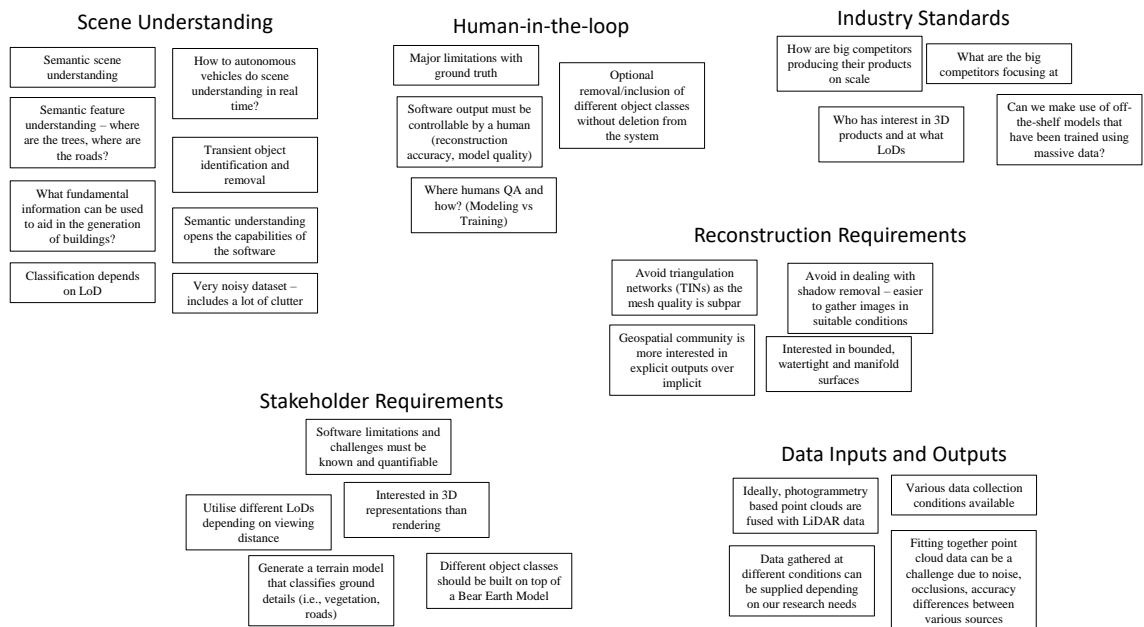 Scene Understanding
Semantic scene
understanding
How to autonomous
vehicles do scene
understanding in real
time?
Semantic feature
understanding – where
are the trees, where are
the roads?
Transient object
identification and
removal
What fundamental
information can be used
to aid in the generation
of buildings?
Semantic understanding
opens the capabilities of
the software
Classification depends
on LoD
Very noisy dataset –
includes a lot of clutter
Human-in-the-loop
Major limitations with
ground truth
Optional
removal/inclusion of
different object classes
without deletion from
the system
Software output must be
controllable by a human
(reconstruction
accuracy, model quality)
Where humans QA and
how? (Modeling vs
Training)
Industry Standards
How are big competitors
producing their products
on scale
What are the big
competitors focusing at
Who has interest in 3D
products and at what
LoDs
Can we make use of off-
the-shelf models that
have been trained using
massive data?
Reconstruction Requirements
Avoid triangulation
networks (TINs) as the
mesh quality is subpar
Avoid in dealing with
shadow removal – easier
to gather images in
suitable conditions
Geospatial community is
more interested in
explicit outputs over
implicit
Interested in bounded,
watertight and manifold
surfaces
Stakeholder Requirements
Software limitations and
challenges must be
known and quantifiable
Utilise different LoDs
depending on viewing
distance
Interested in 3D
representations than
rendering
Generate a terrain model
that classifies ground
details (i.e., vegetation,
roads)
Different object classes
should be built on top of
a Bear Earth Model
Data Inputs and Outputs
Ideally, photogrammetry
based point clouds are
fused with LiDAR data
Various data collection
conditions available
Data gathered at
different conditions can
be supplied depending
on our research needs
Fitting together point
cloud data can be a
challenge due to noise,
occlusions, accuracy
differences between
various sources